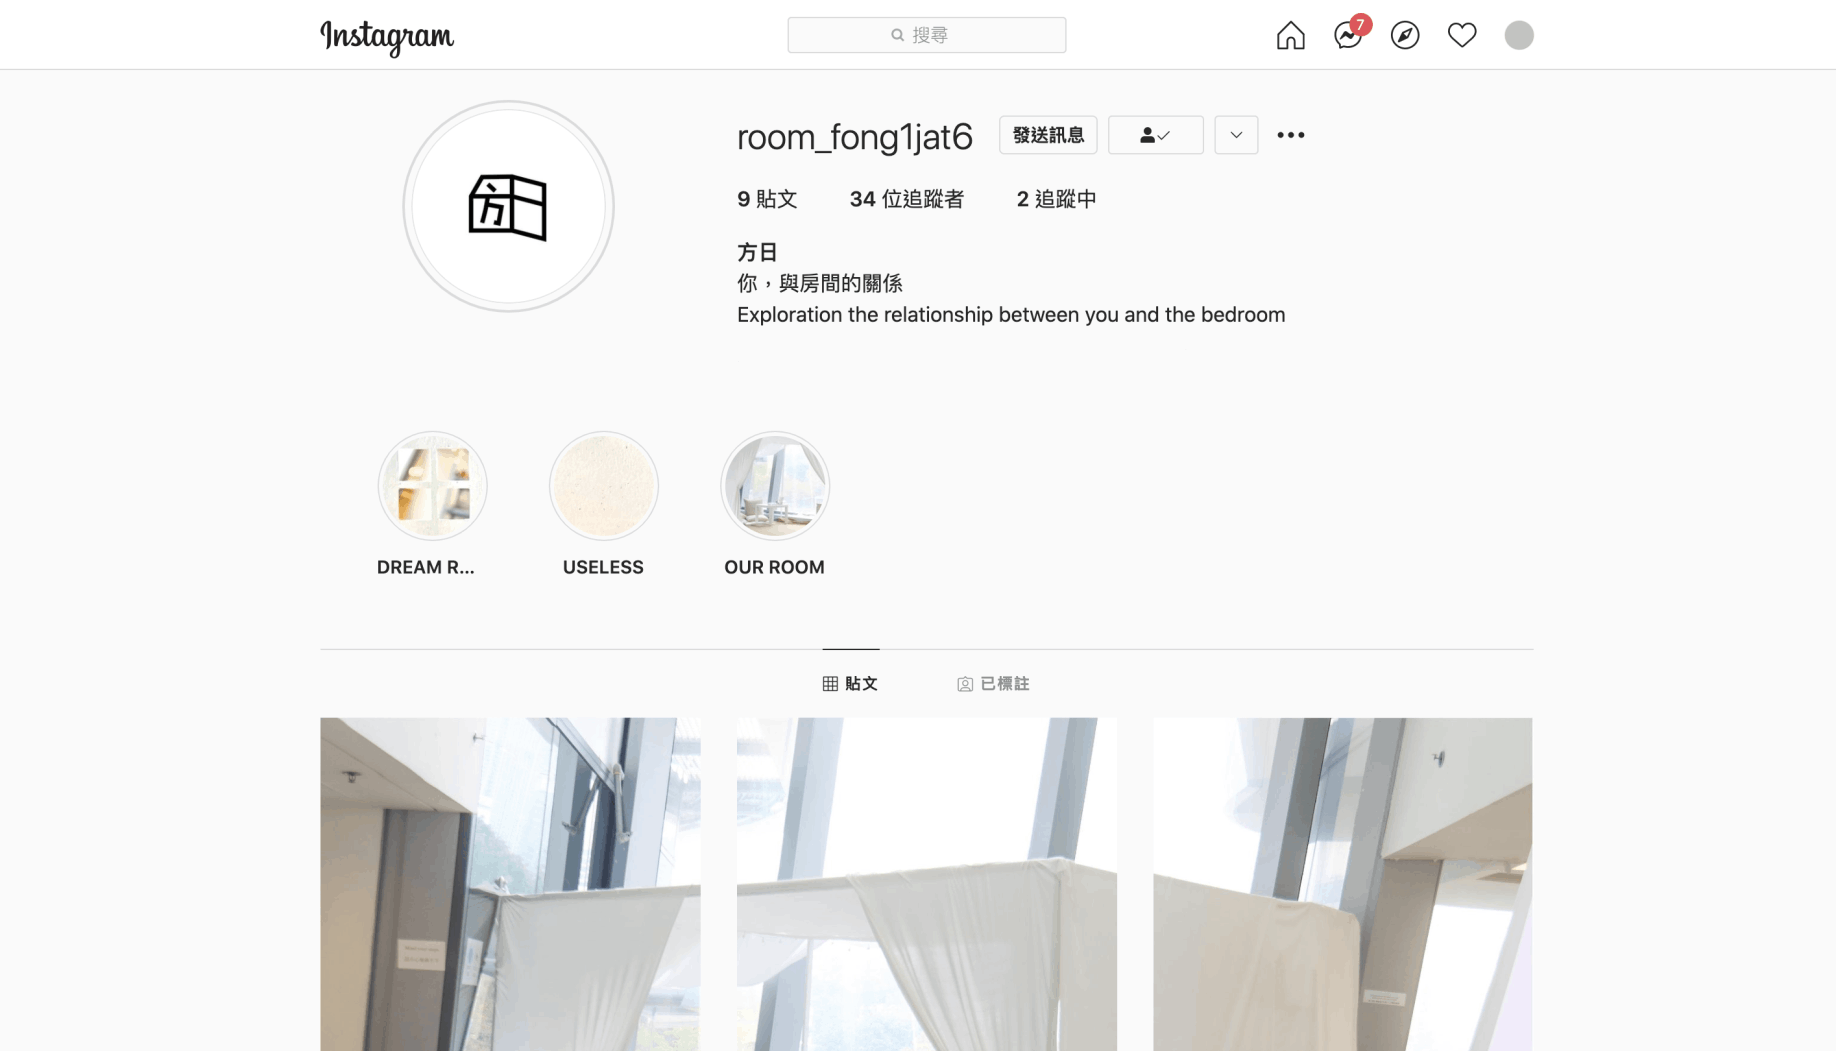 Instagram
搜尋
7
room_fong1jat6
發送訊息
9 貼文
34 位追蹤者
2 追蹤中
方日
你，與房間的關係
Exploration the relationship between you and the bedroom
DREAM R...
USELESS
OUR ROOM
貼文
已標註